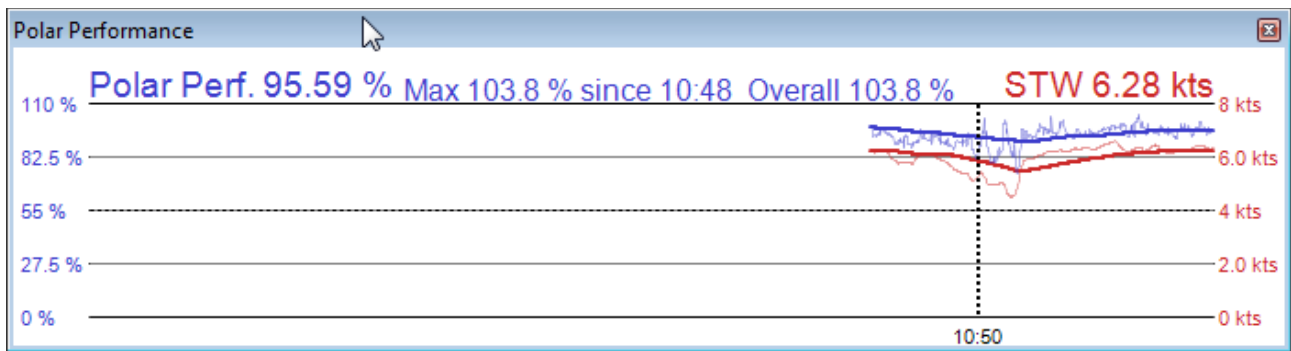 Polar Performance
Polar Perf. 95.59 % Max 103.8 % since 10:48 Overall 103.8 % STW 6.28 kts
110 % 8 kts
82.5 % 6.0 kts
55 % 4 kts
27.5 % 2.0 kts
0 % 0 kts
10:50